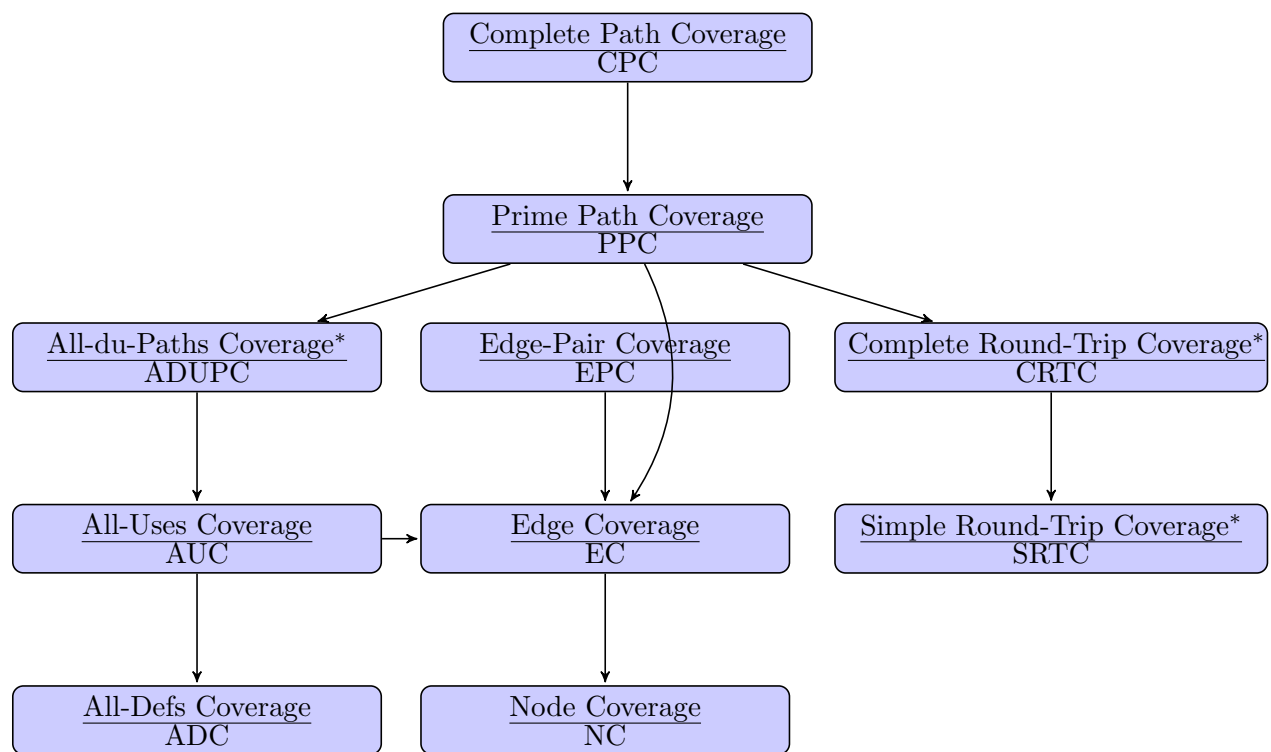 Complete Path Coverage
CPC
Prime Path Coverage
PPC
All-du-Paths Coverage*
ADUPC
Edge-Pair Coverage
EPC
Complete Round-Trip Coverage*
CRTC
All-Uses Coverage
AUC
Edge Coverage
EC
Simple Round-Trip Coverage*
SRTC
All-Defs Coverage
ADC
Node Coverage
NC